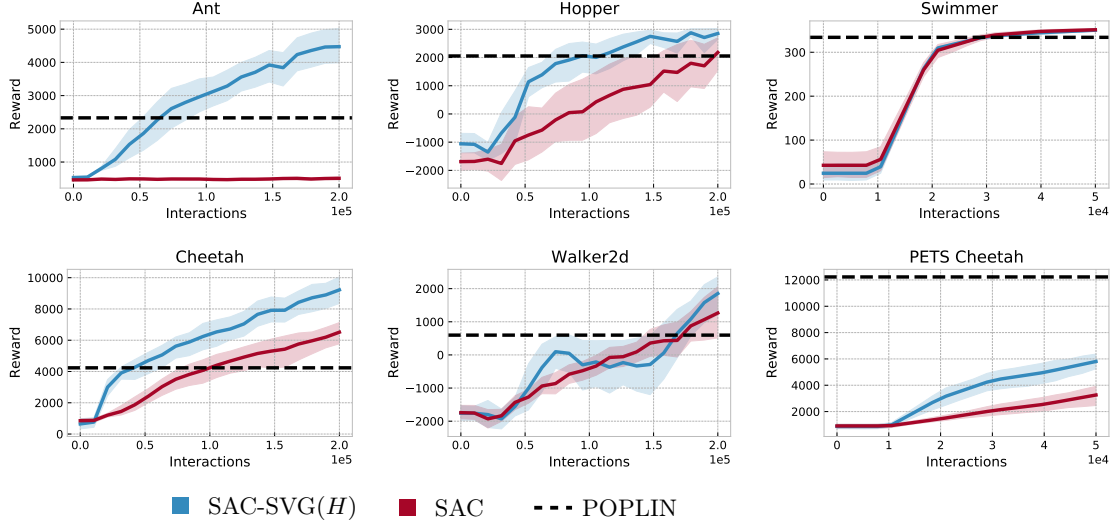 Ant
Reward
5000
4000
3000
2000
1000
0.0 0.5 1.0 1.5 2.0
Interactions
1e5
Hopper
Reward
3000
2000
1000
0
−1000
−2000
0.0 0.5 1.0 1.5 2.0
Interactions
1e5
Swimmer
Reward
300
200
100
0
0 1 2 3 4 5
Interactions
1e4
Cheetah
Reward
10000
8000
6000
4000
2000
0
0.0 0.5 1.0 1.5 2.0
Interactions
1e5
Walker2d
Reward
2000
1000
0
−1000
−2000
0.0 0.5 1.0 1.5 2.0
Interactions
1e5
PETS Cheetah
Reward
12000
10000
8000
6000
4000
2000
0 1 2 3 4 5
Interactions
1e4
SAC-SVG(H) SAC POPLIN